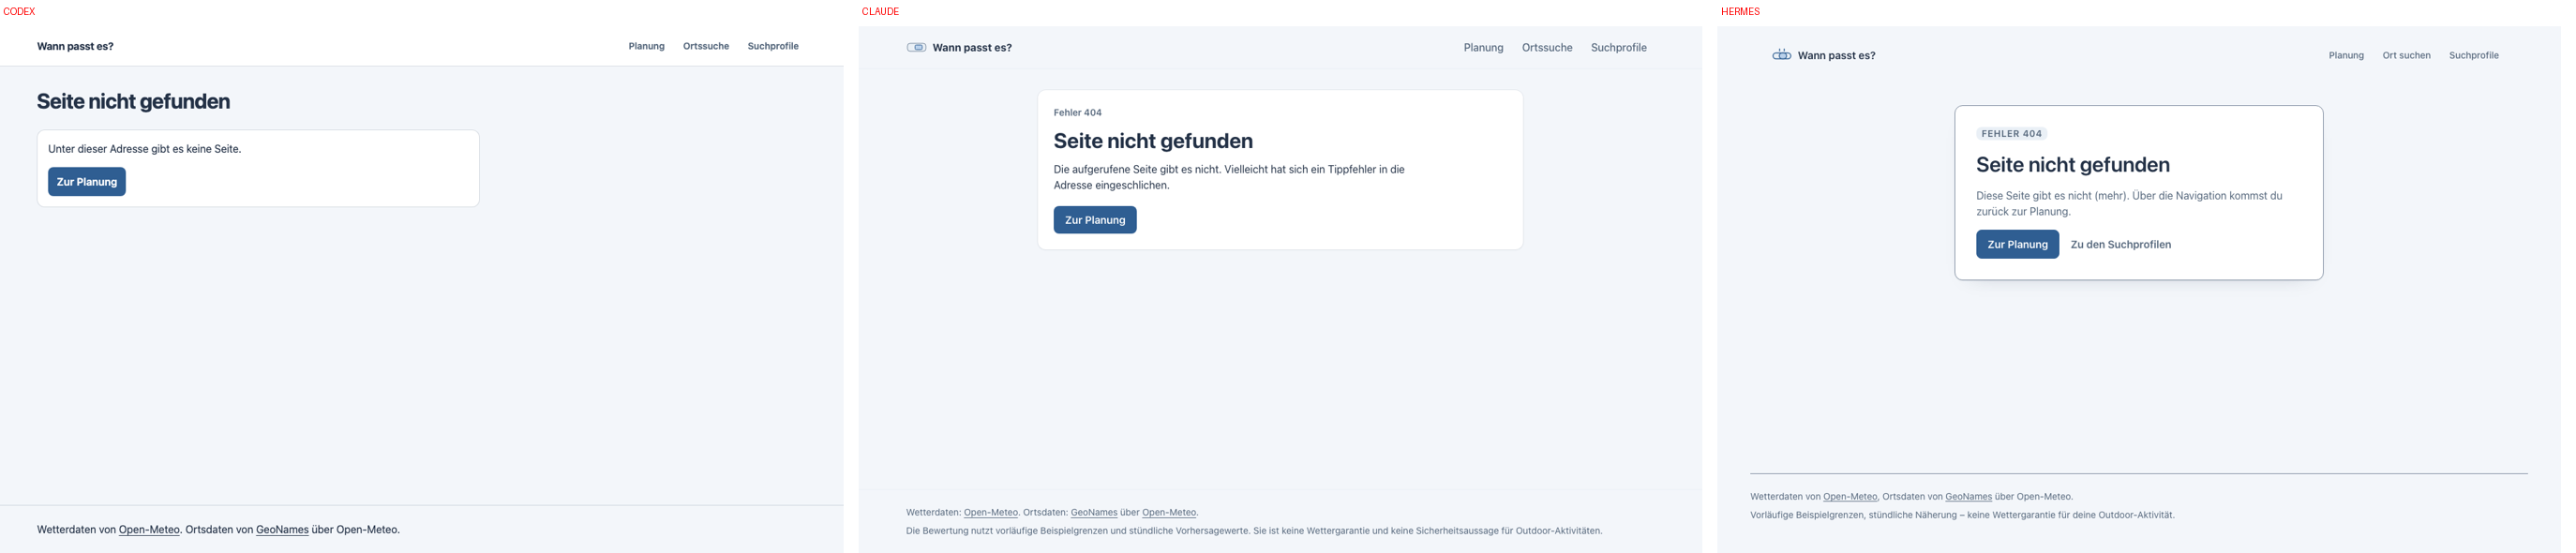 CODEX
Wann passt es?
Planung Ortssuche Suchprofile
Seite nicht gefunden
Unter dieser Adresse gibt es keine Seite.
Zur Planung
Wetterdaten von Open-Meteo. Ortsdaten von GeoNames über Open-Meteo.
CLAUDE
Wann passt es?
Planung Ortssuche Suchprofile
Fehler 404
Seite nicht gefunden
Die aufgerufene Seite gibt es nicht. Vielleicht hat sich ein Tippfehler in die
Adresse eingeschlichen.
Zur Planung
Wetterdaten: Open-Meteo. Ortsdaten: GeoNames über Open-Meteo.
Die Bewertung nutzt vorläufige Beispielgrenzen und stündliche Vorhersagewerte. Sie ist keine Wettergarantie und keine Sicherheitsaussage für Outdoor-Aktivitäten.
HERMES
Wann passt es?
Planung Ort suchen Suchprofile
FEHLER 404
Seite nicht gefunden
Diese Seite gibt es nicht (mehr). Über die Navigation kommst du
zurück zur Planung.
Zur Planung Zu den Suchprofilen
Wetterdaten von Open-Meteo, Ortsdaten von GeoNames über Open-Meteo.
Vorläufige Beispielgrenzen, stündliche Näherung – keine Wettergarantie für deine Outdoor-Aktivität.